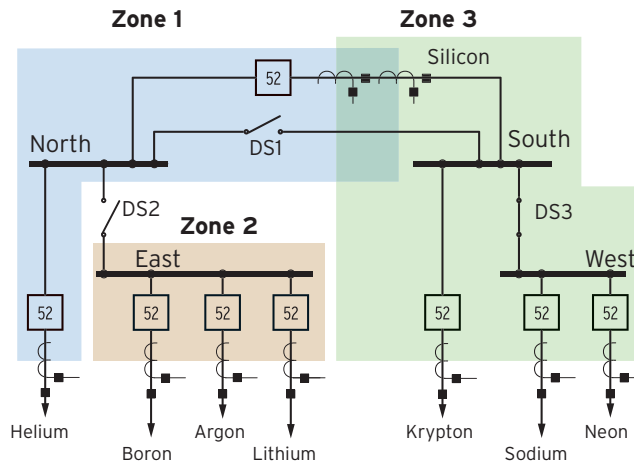 Zone 1
Zone 3
52
Silicon
North
DS1
South
DS2
DS3
Zone 2
East
West
52
52
52
52
52
52
52
Helium
Argon
Krypton
Neon
Boron
Lithium
Sodium